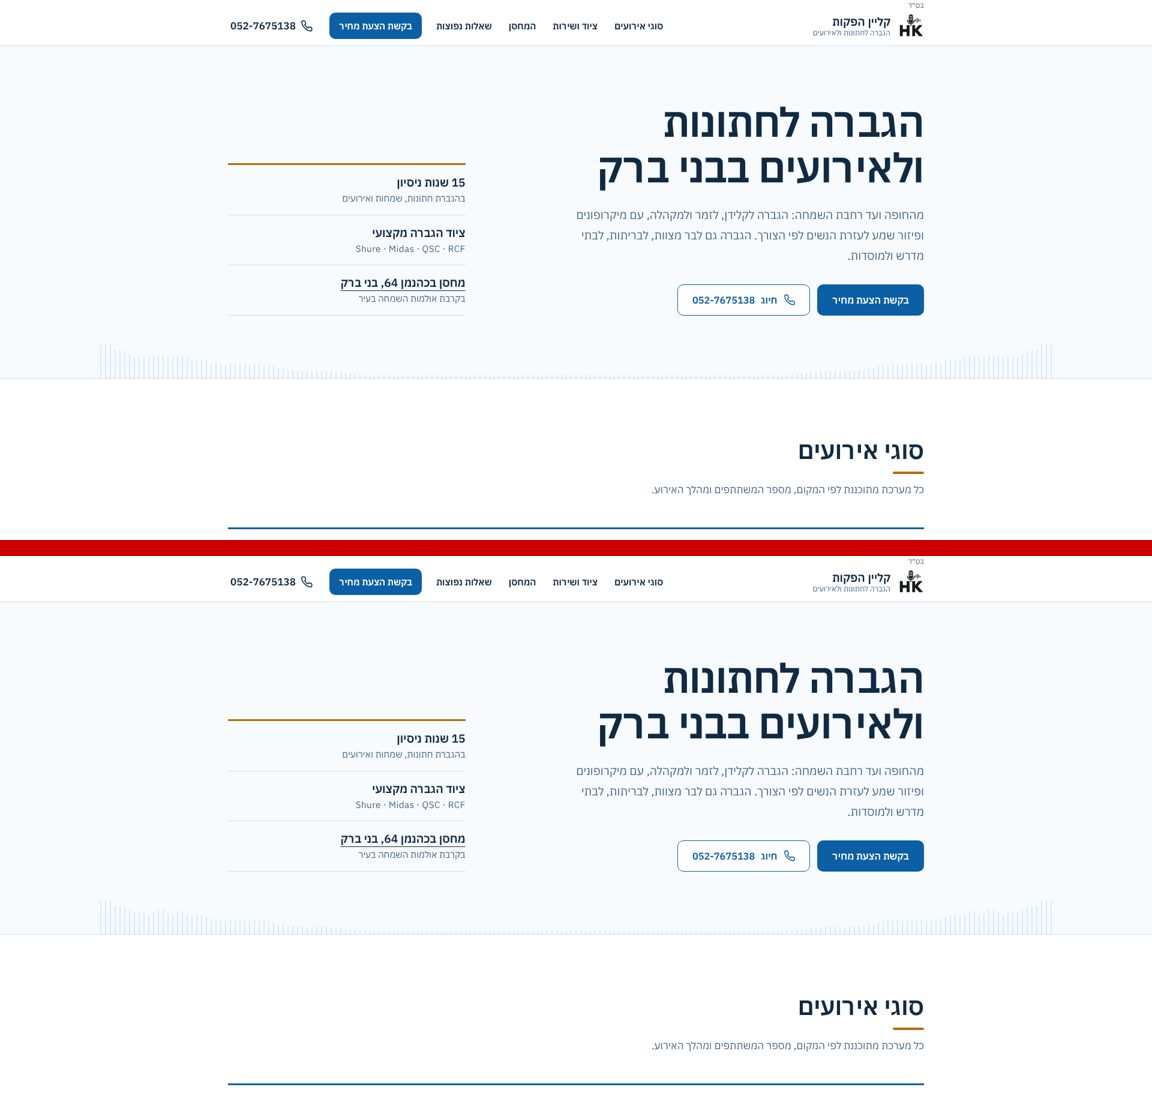 בס״ד
HK
קליין הפקות
הגברה לחתונות ולאירועים
סוגי אירועים
ציוד ושירות
המחסן
שאלות נפוצות
בקשת הצעת מחיר
052-7675138
הגברה לחתונות
ולאירועים בבני ברק
מהחופה ועד רחבת השמחה: הגברה לקלידן, לזמר ולמקהלה, עם מיקרופונים
ופיזור שמע לעזרת הנשים לפי הצורך. הגברה גם לבר מצוות, לבריתות, לבתי
מדרש ולמוסדות.
בקשת הצעת מחיר
חיוג 052-7675138
15 שנות ניסיון
בהגברת חתונות, שמחות ואירועים
ציוד הגברה מקצועי
Shure · Midas · QSC · RCF
מחסן בכהנמן 64, בני ברק
בקרבת אולמות השמחה בעיר
סוגי אירועים
כל מערכת מתוכננת לפי המקום, מספר המשתתפים ומהלך האירוע.
בס״ד
HK
קליין הפקות
הגברה לחתונות ולאירועים
סוגי אירועים
ציוד ושירות
המחסן
שאלות נפוצות
בקשת הצעת מחיר
052-7675138
הגברה לחתונות
ולאירועים בבני ברק
מהחופה ועד רחבת השמחה: הגברה לקלידן, לזמר ולמקהלה, עם מיקרופונים
ופיזור שמע לעזרת הנשים לפי הצורך. הגברה גם לבר מצוות, לבריתות, לבתי
מדרש ולמוסדות.
בקשת הצעת מחיר
חיוג 052-7675138
15 שנות ניסיון
בהגברת חתונות, שמחות ואירועים
ציוד הגברה מקצועי
Shure · Midas · QSC · RCF
מחסן בכהנמן 64, בני ברק
בקרבת אולמות השמחה בעיר
סוגי אירועים
כל מערכת מתוכננת לפי המקום, מספר המשתתפים ומהלך האירוע.